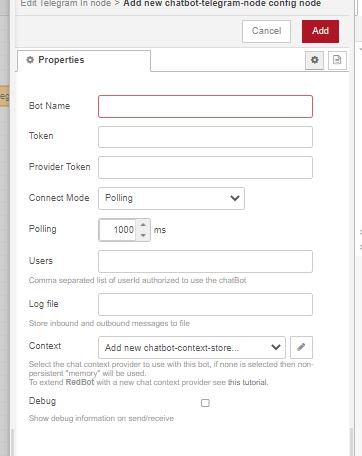 Edit Telegram In node > Add new chatbot-telegram-node config node
Cancel
Add
Properties
Bot Name
Token
Provider Token
Connect Mode
Polling
Polling
1000
ms
Users
Comma separated list of userId authorized to use the chatBot
Log file
Store inbound and outbound messages to file
Context
Add new chatbot-context-store...
Select the chat context provider to use with this bot, if none is selected then non-
persistent "memory" will be used.
To extend RedBot with a new chat context provider see this tutorial.
Debug
Show debug information on send/receive